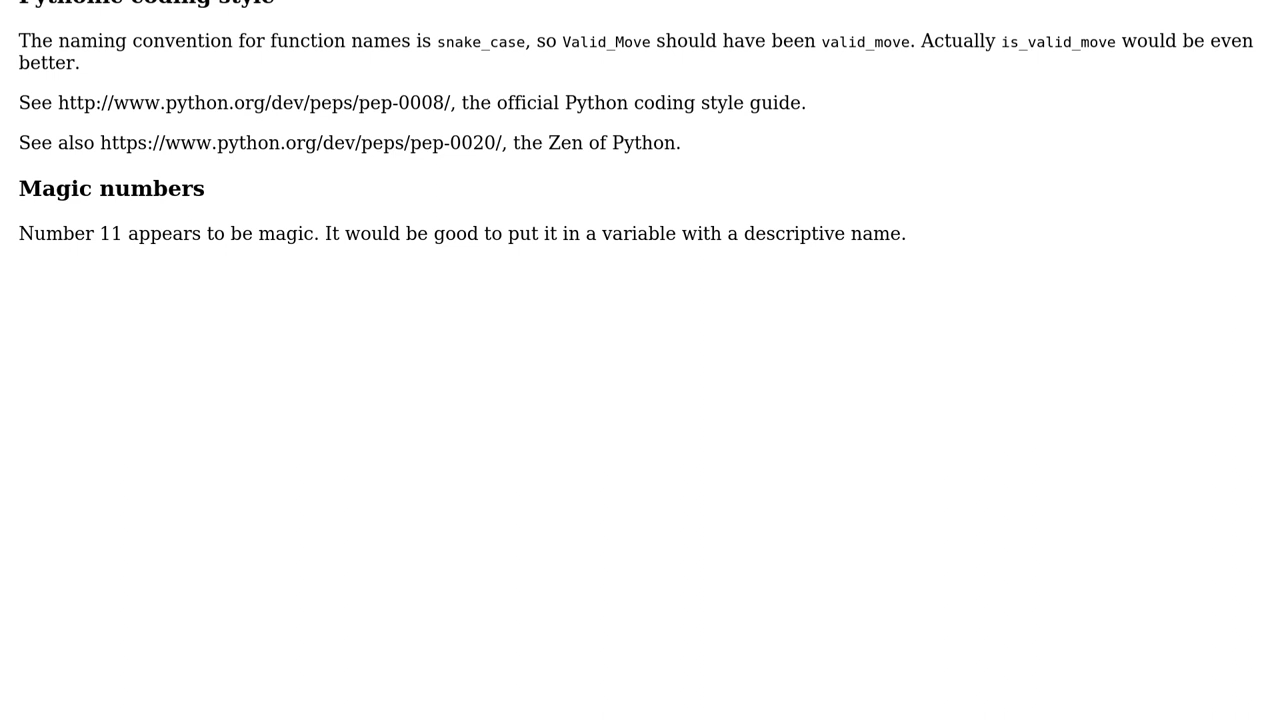 Pythonic coding style
The naming convention for function names is snake_case, so Valid_Move should have been valid_move. Actually is_valid_move would be even
better.
See http://www.python.org/dev/peps/pep-0008/, the official Python coding style guide.
See also https://www.python.org/dev/peps/pep-0020/, the Zen of Python.
Magic numbers
Number 11 appears to be magic. It would be good to put it in a variable with a descriptive name.